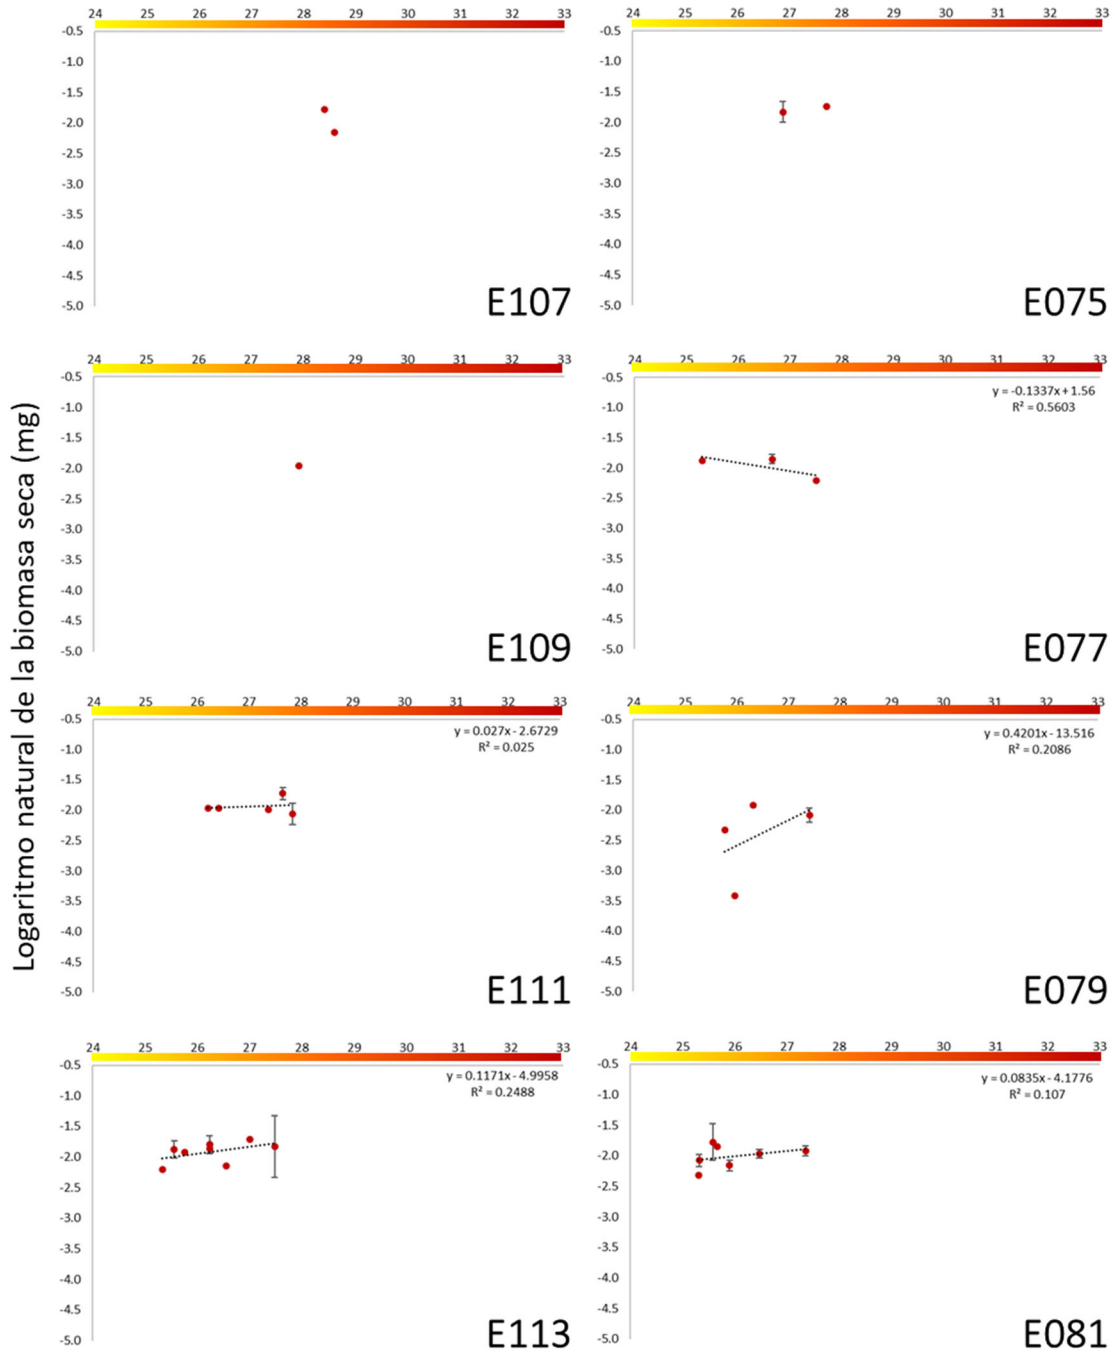 24 25 26 27 28 29 30 31 32 33
-0.5
-1.0
-1.5
-2.0
-2.5
-3.0
-3.5
-4.0
-4.5
-5.0
E107
24 25 26 27 28 29 30 31 32 33
-0.5
-1.0
-1.5
-2.0
-2.5
-3.0
-3.5
-4.0
-4.5
-5.0
E075
Logaritmo natural de la biomasa seca (mg)
24 25 26 27 28 29 30 31 32 33
-0.5
-1.0
-1.5
-2.0
-2.5
-3.0
-3.5
-4.0
-4.5
-5.0
E109
24 25 26 27 28 29 30 31 32 33
-0.5
-1.0
-1.5
-2.0
-2.5
-3.0
-3.5
-4.0
-4.5
-5.0
y = -0.1337x + 1.56
R² = 0.5603
E077
24 25 26 27 28 29 30 31 32 33
-0.5
-1.0
-1.5
-2.0
-2.5
-3.0
-3.5
-4.0
-4.5
-5.0
y = 0.027x - 2.6729
R² = 0.025
E111
24 25 26 27 28 29 30 31 32 33
-0.5
-1.0
-1.5
-2.0
-2.5
-3.0
-3.5
-4.0
-4.5
-5.0
y = 0.4201x - 13.516
R² = 0.2086
E079
24 25 26 27 28 29 30 31 32 33
-0.5
-1.0
-1.5
-2.0
-2.5
-3.0
-3.5
-4.0
-4.5
-5.0
y = 0.1171x - 4.9958
R² = 0.2488
E113
24 25 26 27 28 29 30 31 32 33
-0.5
-1.0
-1.5
-2.0
-2.5
-3.0
-3.5
-4.0
-4.5
-5.0
y = 0.0835x - 4.1776
R² = 0.107
E081